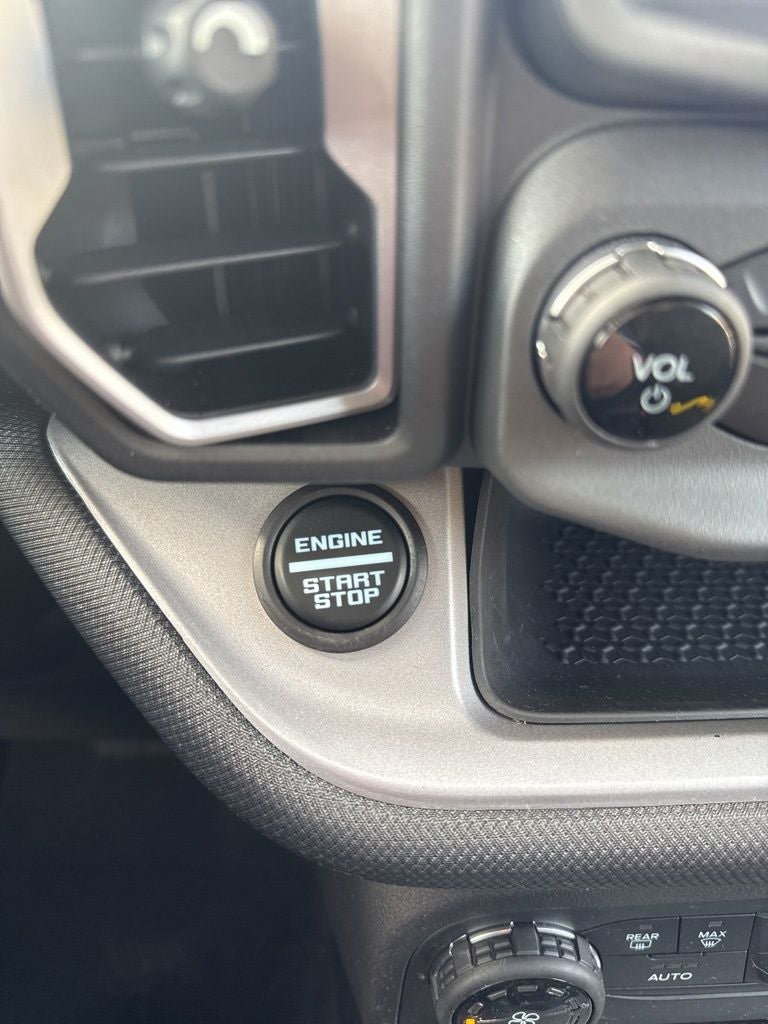 VOL
ENGINE
START
STOP
REAR
MAX
AUTO